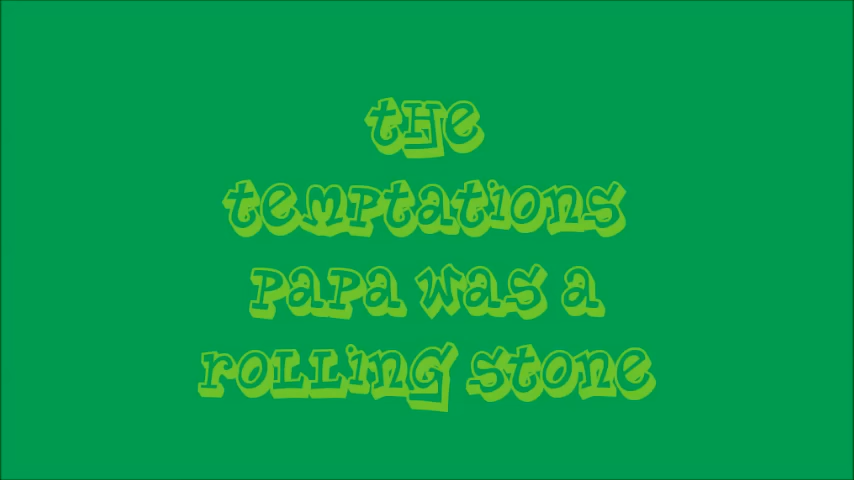 the
temptations
papa was a
rolling stone